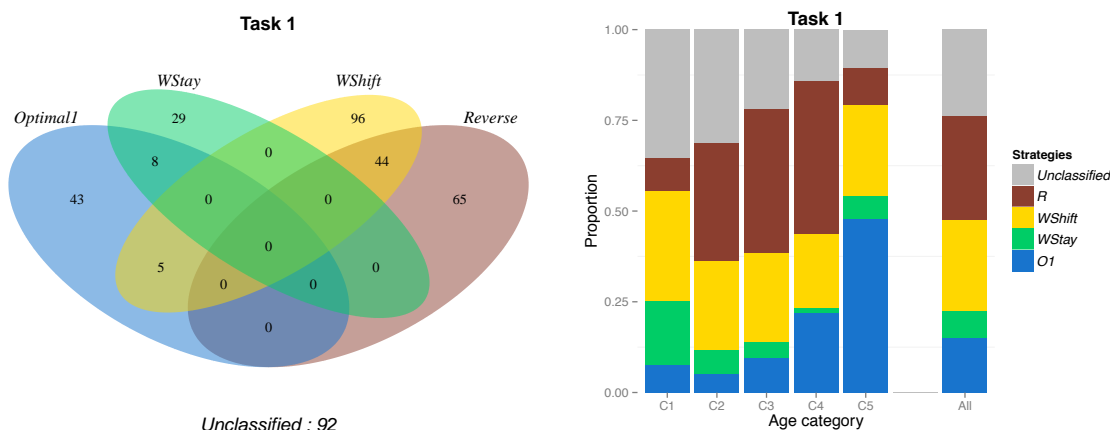 Task 1
WStay
WShift
Optimal1
Reverse
29
96
0
8
44
43
0
0
65
0
5
0
0
0
0
Unclassified : 92
Task 1
1.00
0.75
0.50
0.25
0.00
Proportion
C1
C2
C3
C4
C5
All
Age category
Strategies
Unclassified
R
WShift
WStay
O1